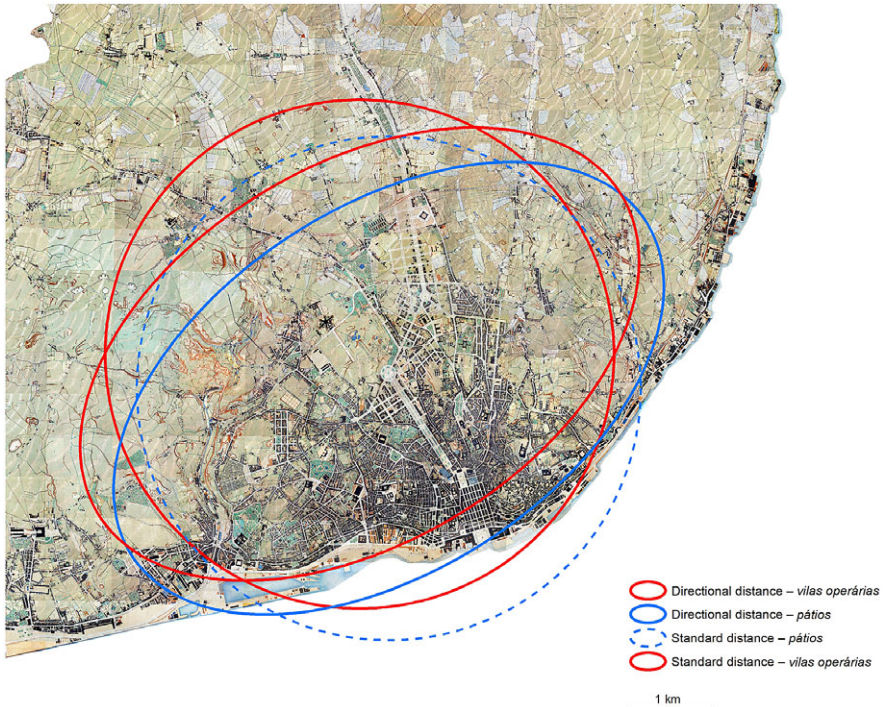 Directional distance – vilas operárias
Directional distance – pátios
Standard distance – pátios
Standard distance – vilas operárias
1 km